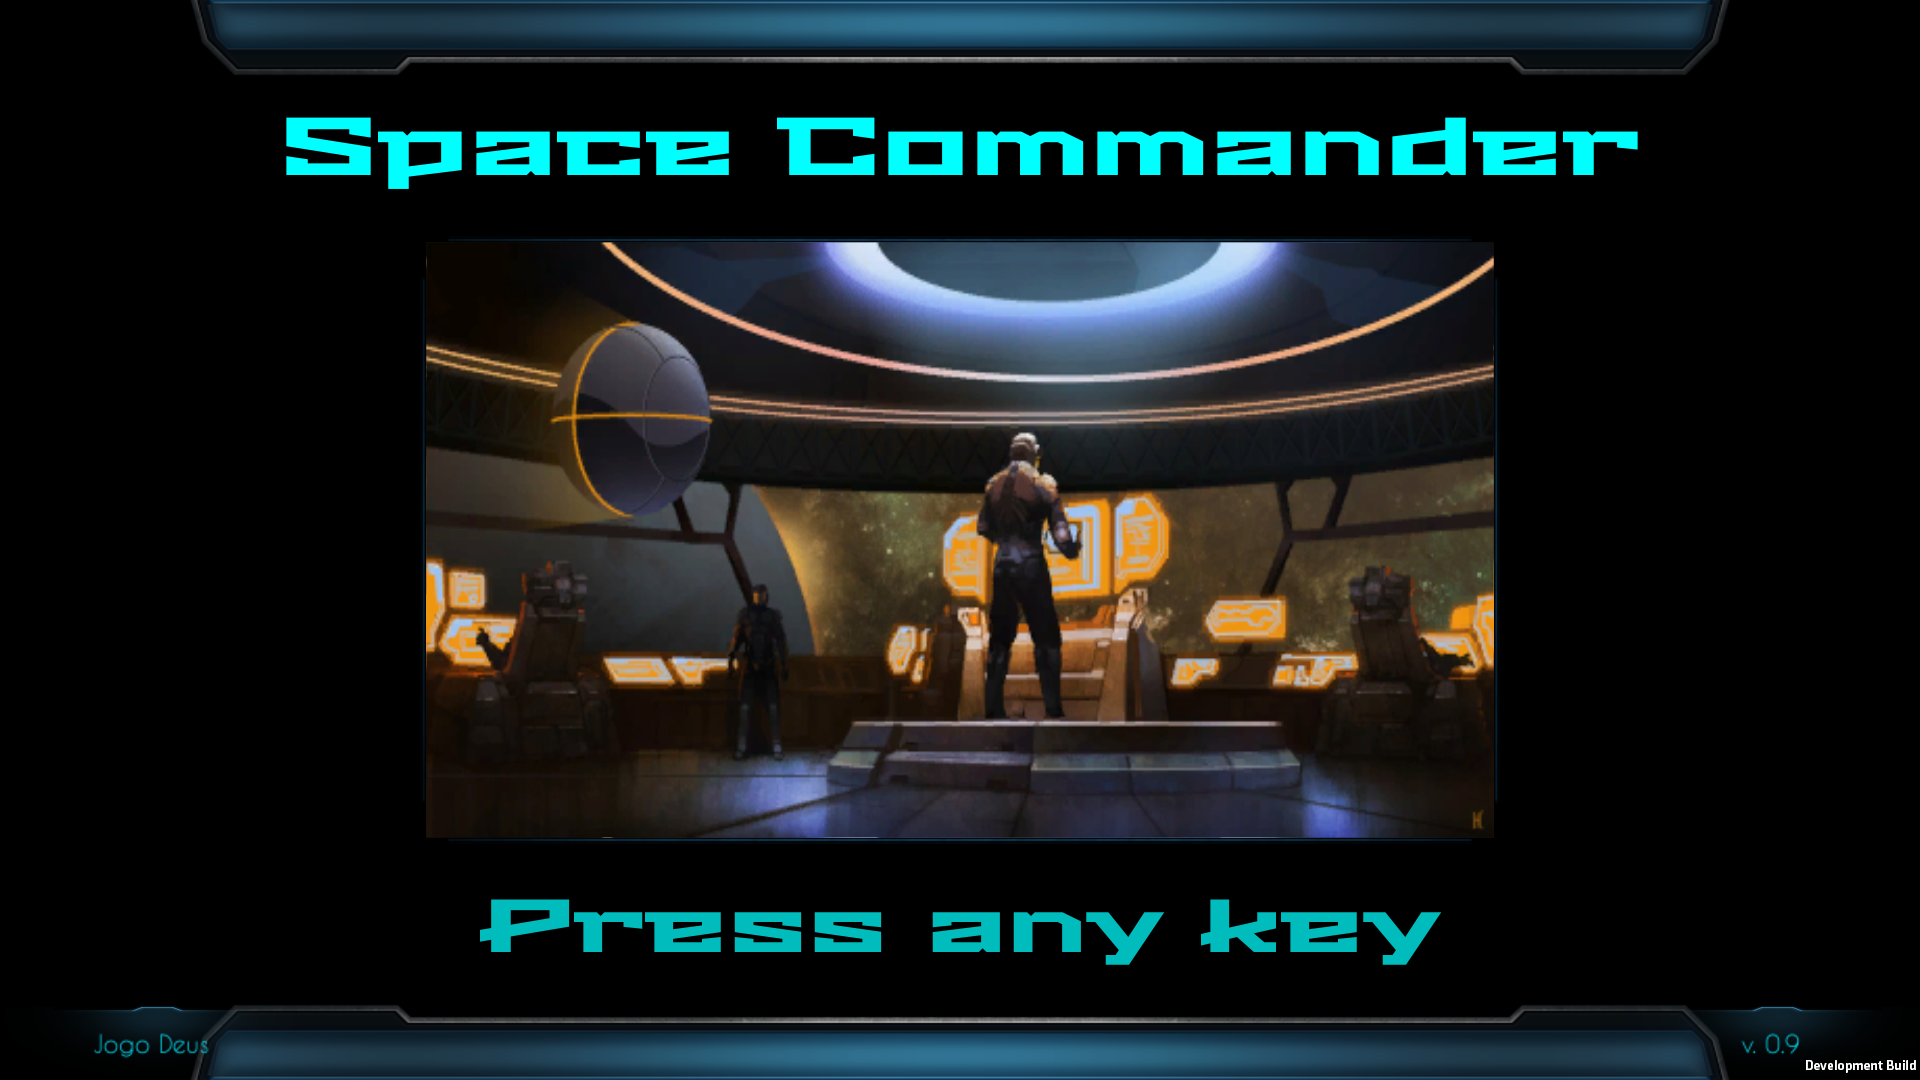 Space Commander
Press any key
Jogo Deus
v. 0.9
Development Build